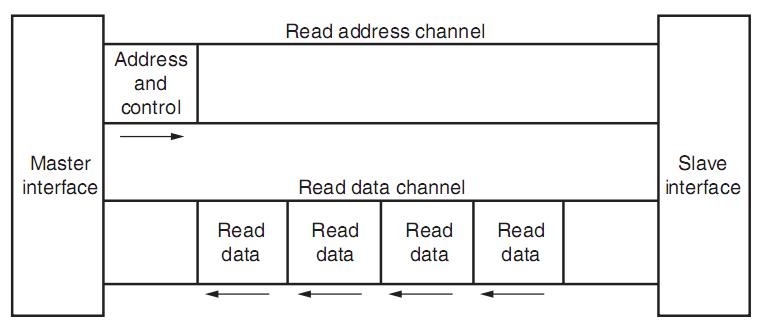 Read address channel
Address
and
control
Master
interface
Slave
interface
Read data channel
Read
data
Read
data
Read
data
Read
data